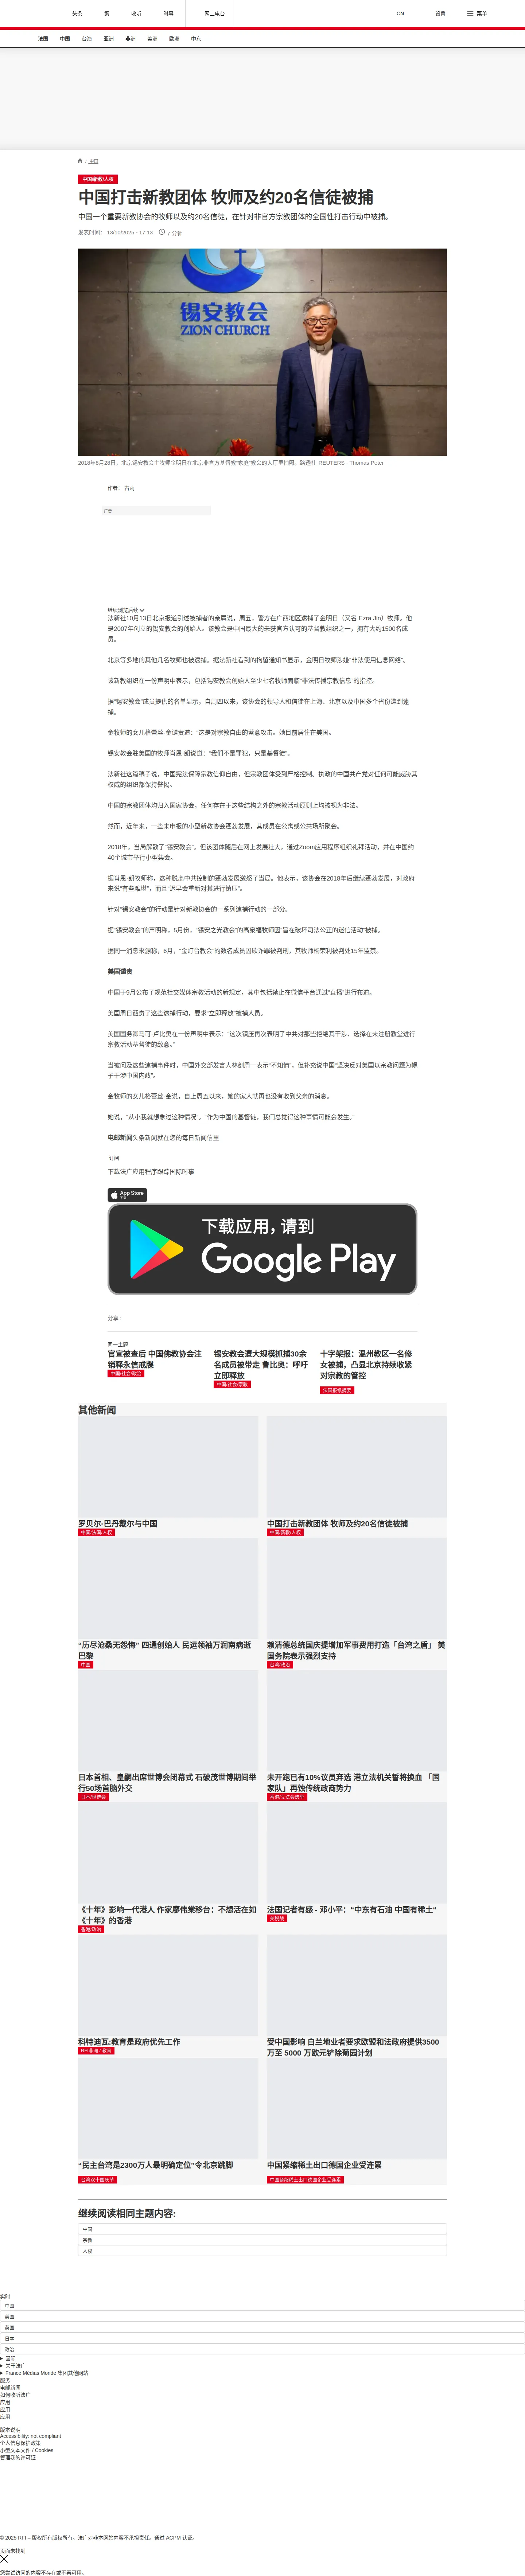 头条
繁
收听
时事
网上电台
CN
设置
菜单
法国
中国
台海
亚洲
非洲
美洲
欧洲
中东
/ 中国
中国/新教/人权
中国打击新教团体 牧师及约20名信徒被捕
中国一个重要新教协会的牧师以及约20名信徒，在针对非官方宗教团体的全国性打击行动中被捕。
发表时间： 13/10/2025 - 17:13
7 分钟
锡安教会
ZION CHURCH
2018年8月28日，北京锡安教会主牧师金明日在北京非官方基督教“家庭”教会的大厅里拍照。路透社 REUTERS - Thomas Peter
作者： 古莉
广告
继续浏览后续
法新社10月13日北京报道引述被捕者的亲属说，周五，警方在广西地区逮捕了金明日（又名 Ezra Jin）牧师。他
是2007年创立的锡安教会的创始人。该教会是中国最大的未获官方认可的基督教组织之一，拥有大约1500名成
员。
北京等多地的其他几名牧师也被逮捕。据法新社看到的拘留通知书显示，金明日牧师涉嫌“非法使用信息网络”。
该新教组织在一份声明中表示，包括锡安教会创始人至少七名牧师面临“非法传播宗教信息”的指控。
据“锡安教会”成员提供的名单显示，自周四以来，该协会的领导人和信徒在上海、北京以及中国多个省份遭到逮
捕。
金牧师的女儿格蕾丝·金谴责道：“这是对宗教自由的蓄意攻击。她目前居住在美国。
锡安教会驻美国的牧师肖恩·朗说道：“我们不是罪犯，只是基督徒”。
法新社这篇稿子说，中国宪法保障宗教信仰自由，但宗教团体受到严格控制。执政的中国共产党对任何可能威胁其
权威的组织都保持警惕。
中国的宗教团体均归入国家协会，任何存在于这些结构之外的宗教活动原则上均被视为非法。
然而，近年来，一些未申报的小型新教协会蓬勃发展，其成员在公寓或公共场所聚会。
2018年，当局解散了“锡安教会”。但该团体随后在网上发展壮大，通过Zoom应用程序组织礼拜活动，并在中国约
40个城市举行小型集会。
据肖恩·朗牧师称，这种脱离中共控制的蓬勃发展激怒了当局。他表示，该协会在2018年后继续蓬勃发展，对政府
来说“有些难堪”，而且“迟早会重新对其进行镇压”。
针对“锡安教会”的行动是针对新教协会的一系列逮捕行动的一部分。
据“锡安教会”的声明称，5月份，“锡安之光教会”的高泉福牧师因“旨在破坏司法公正的迷信活动”被捕。
据同一消息来源称，6月，“金灯台教会”的数名成员因欺诈罪被判刑，其牧师杨荣利被判处15年监禁。
美国谴责
中国于9月公布了规范社交媒体宗教活动的新规定，其中包括禁止在微信平台通过“直播”进行布道。
美国周日谴责了这些逮捕行动，要求“立即释放”被捕人员。
美国国务卿马可·卢比奥在一份声明中表示：“这次镇压再次表明了中共对那些拒绝其干涉、选择在未注册教堂进行
宗教活动基督徒的敌意。”
当被问及这些逮捕事件时，中国外交部发言人林剑周一表示“不知情”，但补充说中国“坚决反对美国以宗教问题为幌
子干涉中国内政”。
金牧师的女儿格蕾丝-金说，自上周五以来，她的家人就再也没有收到父亲的消息。
她说，“从小我就想象过这种情况”，“作为中国的基督徒，我们总觉得这种事情可能会发生。”
电邮新闻头条新闻就在您的每日新闻信里
订阅
下载法广应用程序跟踪国际时事
App Store
下载应用，请到
Google Play
分享 :
同一主题
官宣被查后 中国佛教协会注
销释永信戒牒
中国/社会/政治
锡安教会遭大规模抓捕30余
名成员被带走 鲁比奥：呼吁
立即释放
中国/社会/宗教
十字架报：温州教区一名修
女被捕，凸显北京持续收紧
对宗教的管控
法国报纸摘要
其他新闻
罗贝尔·巴丹戴尔与中国
中国/法国/人权
中国打击新教团体 牧师及约20名信徒被捕
中国/新教/人权
“历尽沧桑无怨悔” 四通创始人 民运领袖万润南病逝
巴黎
中国
赖清德总统国庆提增加军事费用打造「台湾之盾」 美
国务院表示强烈支持
台湾/政治
日本首相、皇嗣出席世博会闭幕式 石破茂世博期间举
行50场首脑外交
日本/世博会
未开跑已有10%议员弃选 港立法机关誓将换血 「国
家队」再蚀传统政商势力
香港/立法会选举
《十年》影响一代港人 作家廖伟棠移台：不想活在如
《十年》的香港
香港/政治
法国记者有感 - 邓小平：“中东有石油 中国有稀土”
关税战
科特迪瓦:教育是政府优先工作
RFI非洲 / 教育
受中国影响 白兰地业者要求欧盟和法政府提供3500
万至 5000 万欧元铲除葡园计划
“民主台湾是2300万人最明确定位”令北京跳脚
台湾双十国庆节
中国紧缩稀土出口德国企业受连累
中国紧缩稀土出口德国企业受连累
继续阅读相同主题内容:
中国
宗教
人权
实时
中国
美国
英国
日本
政治
国际
关于法广
France Médias Monde 集团其他网站
服务
电邮新闻
如何收听法广
应用
应用
应用
版本说明
Accessibility: not compliant
个人信息保护政策
小型文本文件 / Cookies
管理我的许可证
© 2025 RFI – 版权所有版权所有。法广对非本网站内容不承担责任。通过 ACPM 认证。
页面未找到
您尝试访问的内容不存在或不再可用。